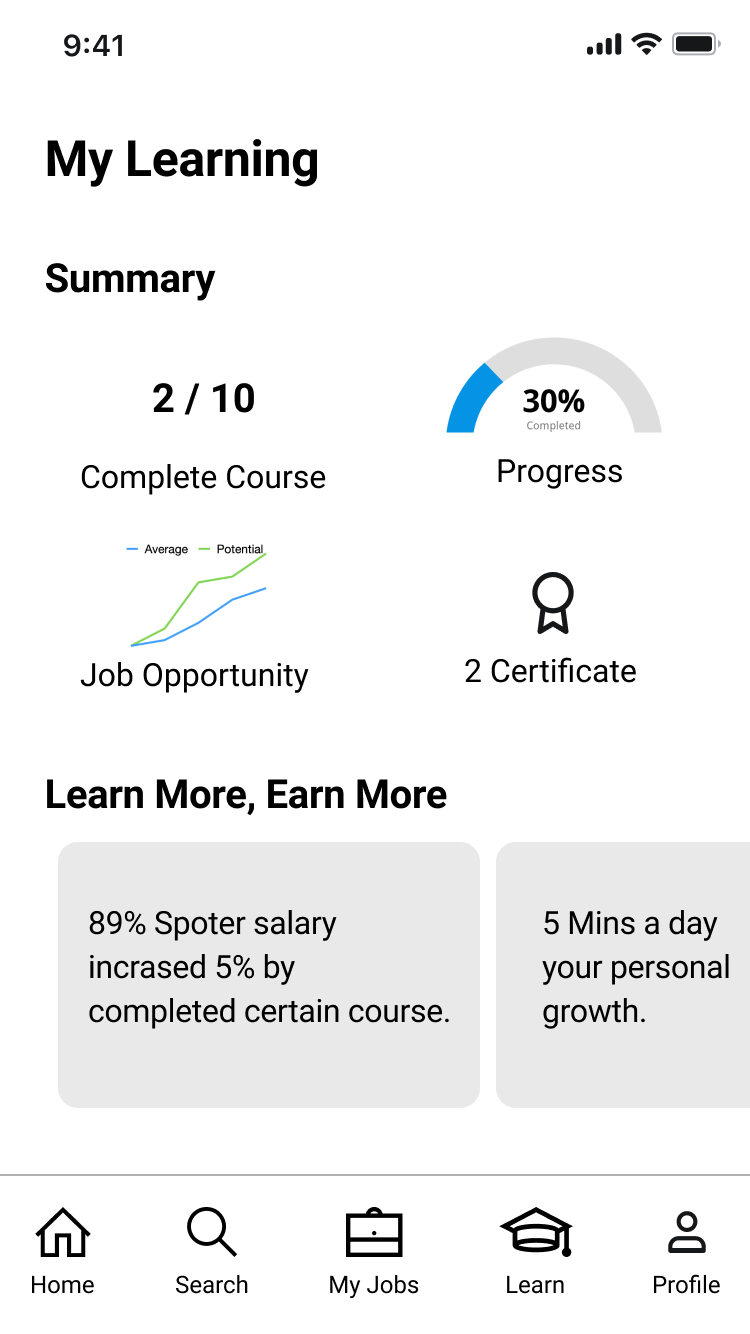 9:41
My Learning
Summary
2 / 10
Complete Course
30%
Completed
Progress
Average Potential
Job Opportunity
2 Certificate
Learn More, Earn More
89% Spoter salary
incrased 5% by
completed certain course.
5 Mins a day
your personal
growth.
Home
Search
My Jobs
Learn
Profile